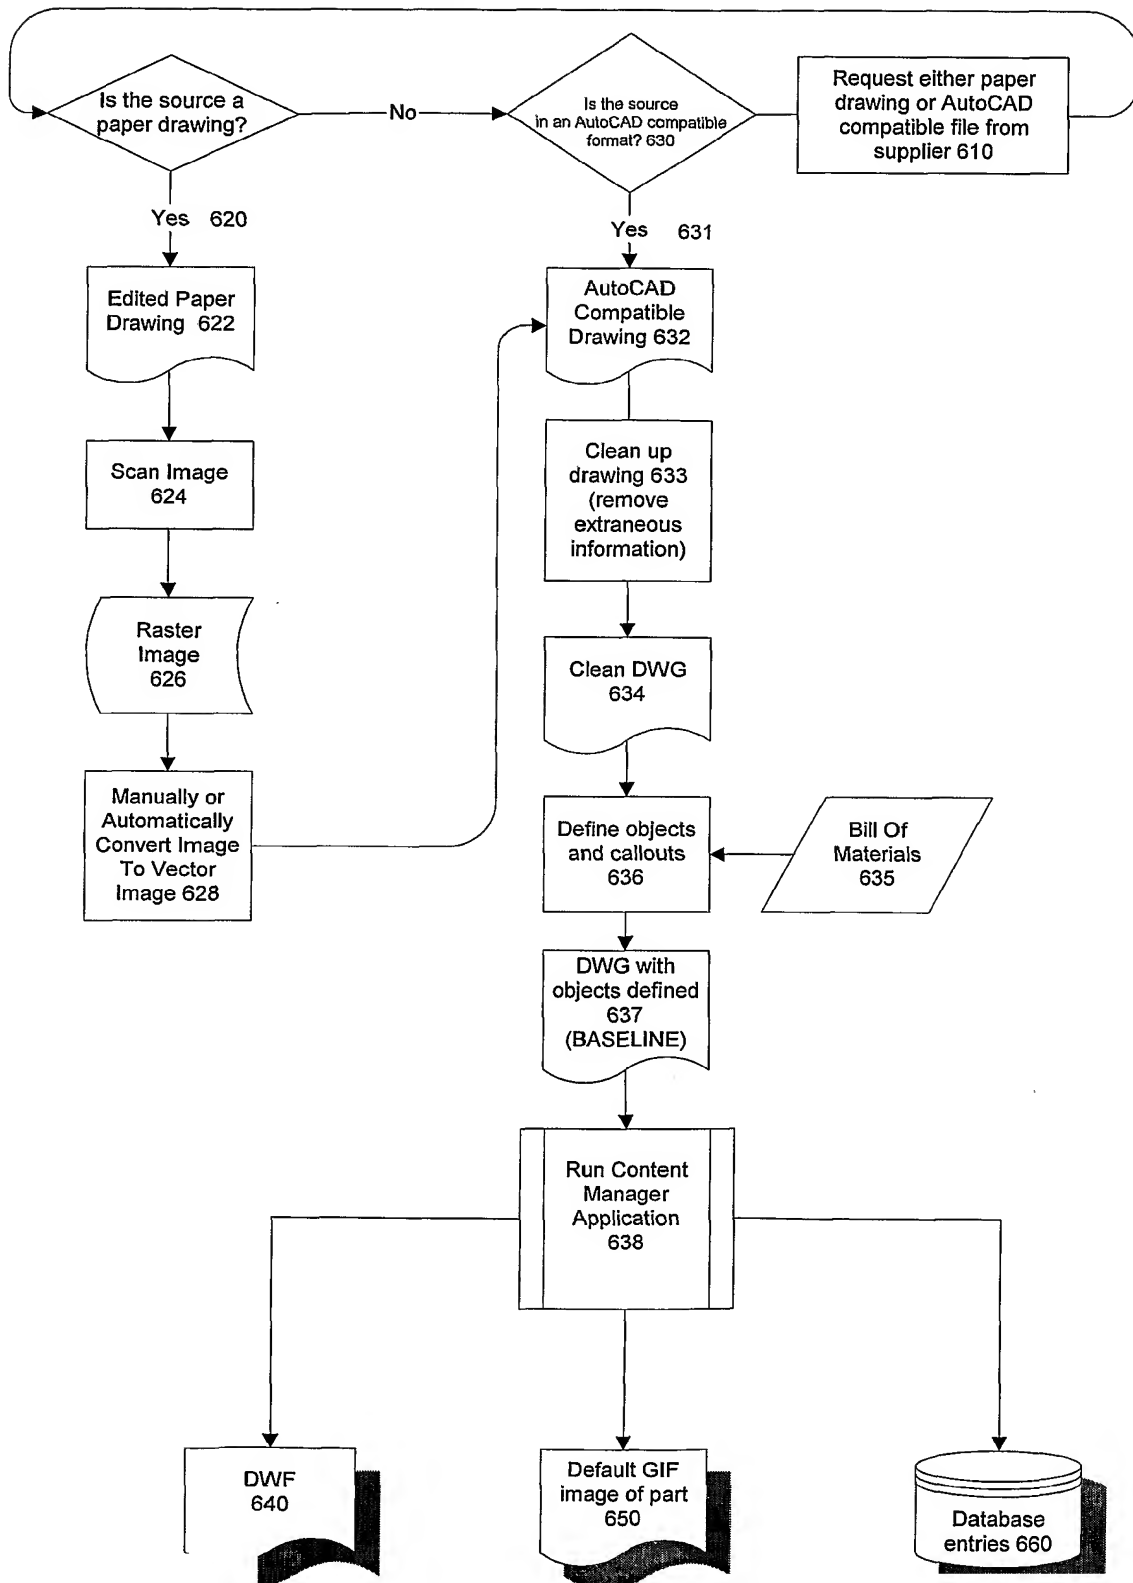 Is the source a
paper drawing?
No
Is the source
in an AutoCAD compatible
format? 630
Request either paper
drawing or AutoCAD
compatible file from
supplier 610
Yes 620
Yes 631
Edited Paper
Drawing 622
AutoCAD
Compatible
Drawing 632
Scan Image
624
Clean up
drawing 633
(remove
extraneous
information)
Raster
Image
626
Clean DWG
634
Manually or
Automatically
Convert Image
To Vector
Image 628
Define objects
and callouts
636
Bill Of
Materials
635
DWG with
objects defined
637
(BASELINE)
Run Content
Manager
Application
638
DWF
640
Default GIF
image of part
650
Database
entries 660